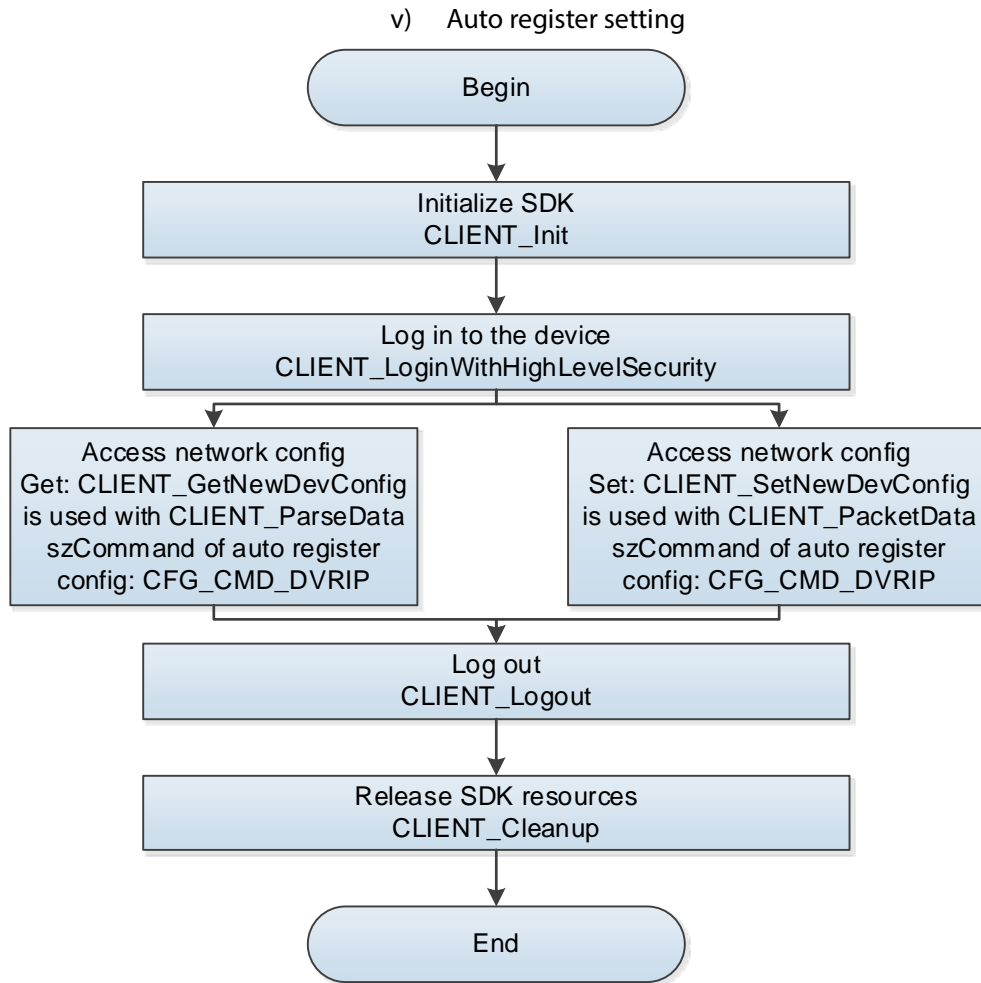 v) Auto register setting
Begin
Initialize SDK
CLIENT_Init
Log in to the device
CLIENT_LoginWithHighLevelSecurity
Access network config
Get: CLIENT_GetNewDevConfig
is used with CLIENT_ParseData
szCommand of auto register
config: CFG_CMD_DVRIP
Access network config
Set: CLIENT_SetNewDevConfig
is used with CLIENT_PacketData
szCommand of auto register
config: CFG_CMD_DVRIP
Log out
CLIENT_Logout
Release SDK resources
CLIENT_Cleanup
End